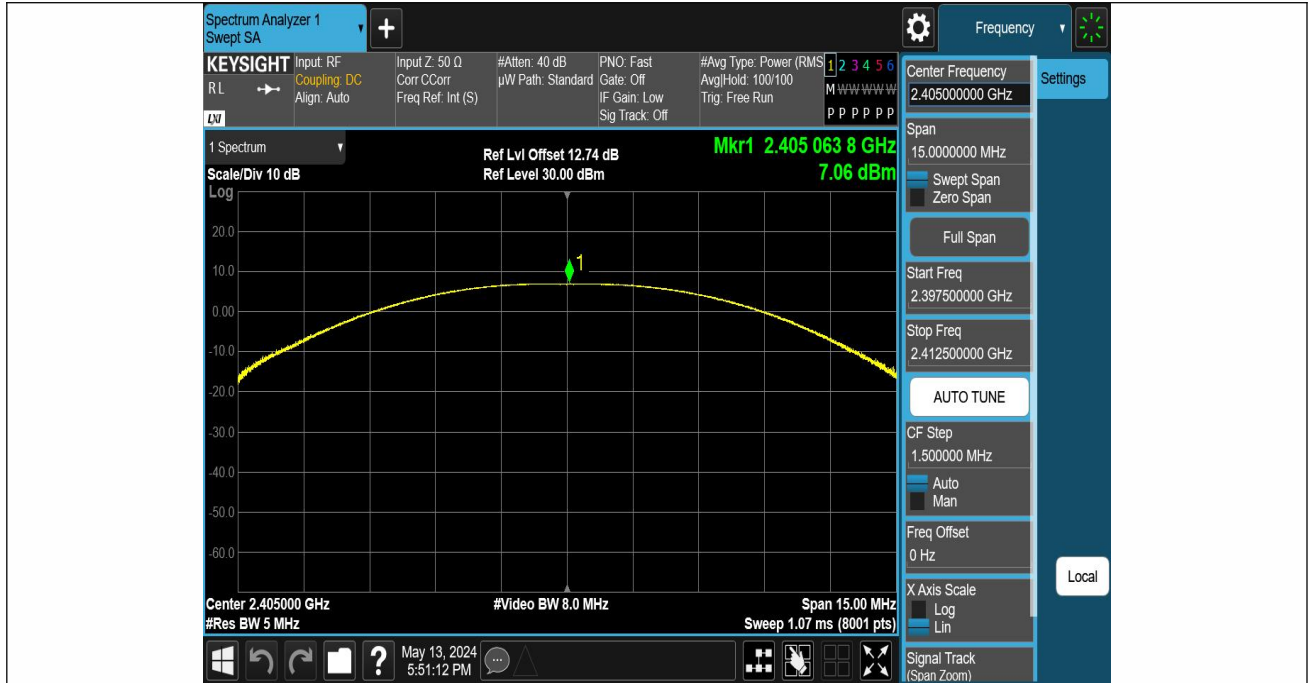 Spectrum Analyzer 1
Swept SA
+
Frequency
KEYSIGHT
R L
LXI
Input: RF
Coupling: DC
Align: Auto
Input Z: 50 Ω
Corr CCorr
Freq Ref: Int (S)
#Atten: 40 dB
µW Path: Standard
PNO: Fast
Gate: Off
IF Gain: Low
Sig Track: Off
#Avg Type: Power (RMS
Avg|Hold: 100/100
Trig: Free Run
1 2 3 4 5 6
M W W W W W
P P P P P P
1 Spectrum
Scale/Div 10 dB
Log
Ref Lvl Offset 12.74 dB
Ref Level 30.00 dBm
Mkr1 2.405 063 8 GHz
7.06 dBm
1
20.0
10.0
0.00
-10.0
-20.0
-30.0
-40.0
-50.0
-60.0
Center 2.405000 GHz
#Res BW 5 MHz
#Video BW 8.0 MHz
Span 15.00 MHz
Sweep 1.07 ms (8001 pts)
Center Frequency
2.405000000 GHz
Settings
Span
15.0000000 MHz
Swept Span
Zero Span
Full Span
Start Freq
2.397500000 GHz
Stop Freq
2.412500000 GHz
AUTO TUNE
CF Step
1.500000 MHz
Auto
Man
Freq Offset
0 Hz
X Axis Scale
Log
Lin
Local
Signal Track
(Span Zoom)
?
May 13, 2024
5:51:12 PM